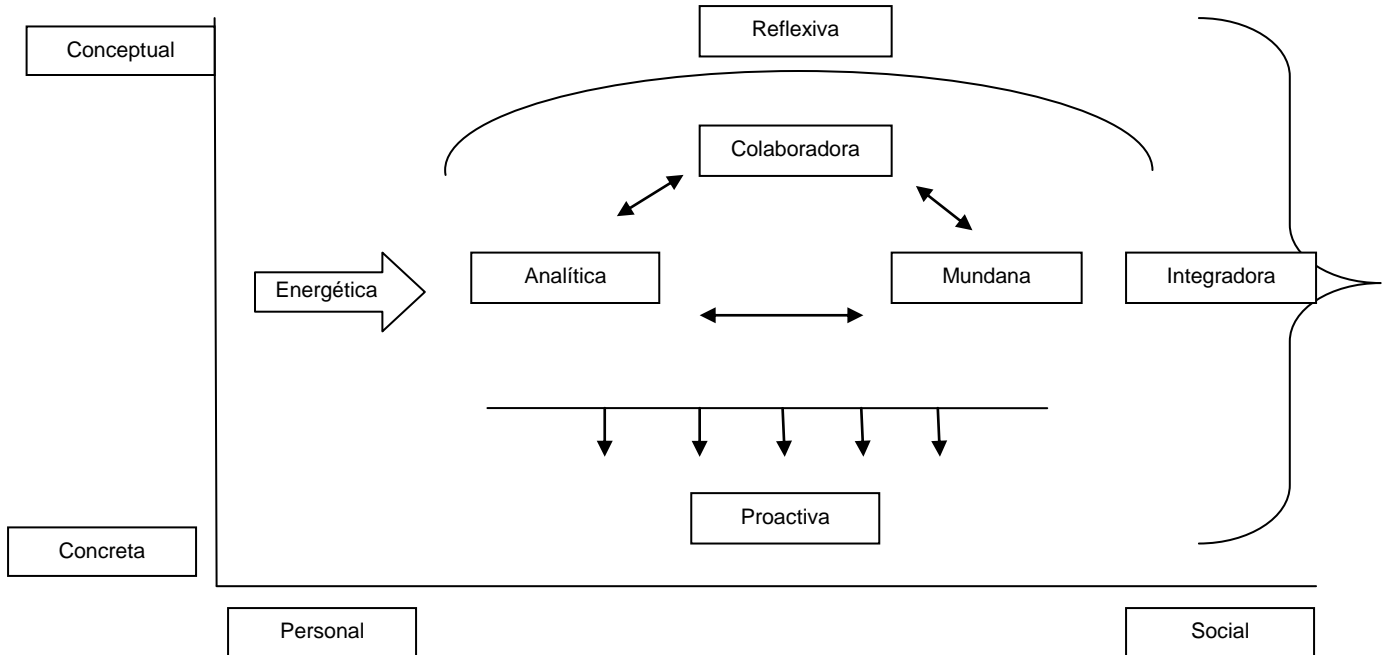 Reflexiva
Conceptual
Colaboradora
Energética
Analítica
Mundana
Integradora
Proactiva
Concreta
Personal
Social